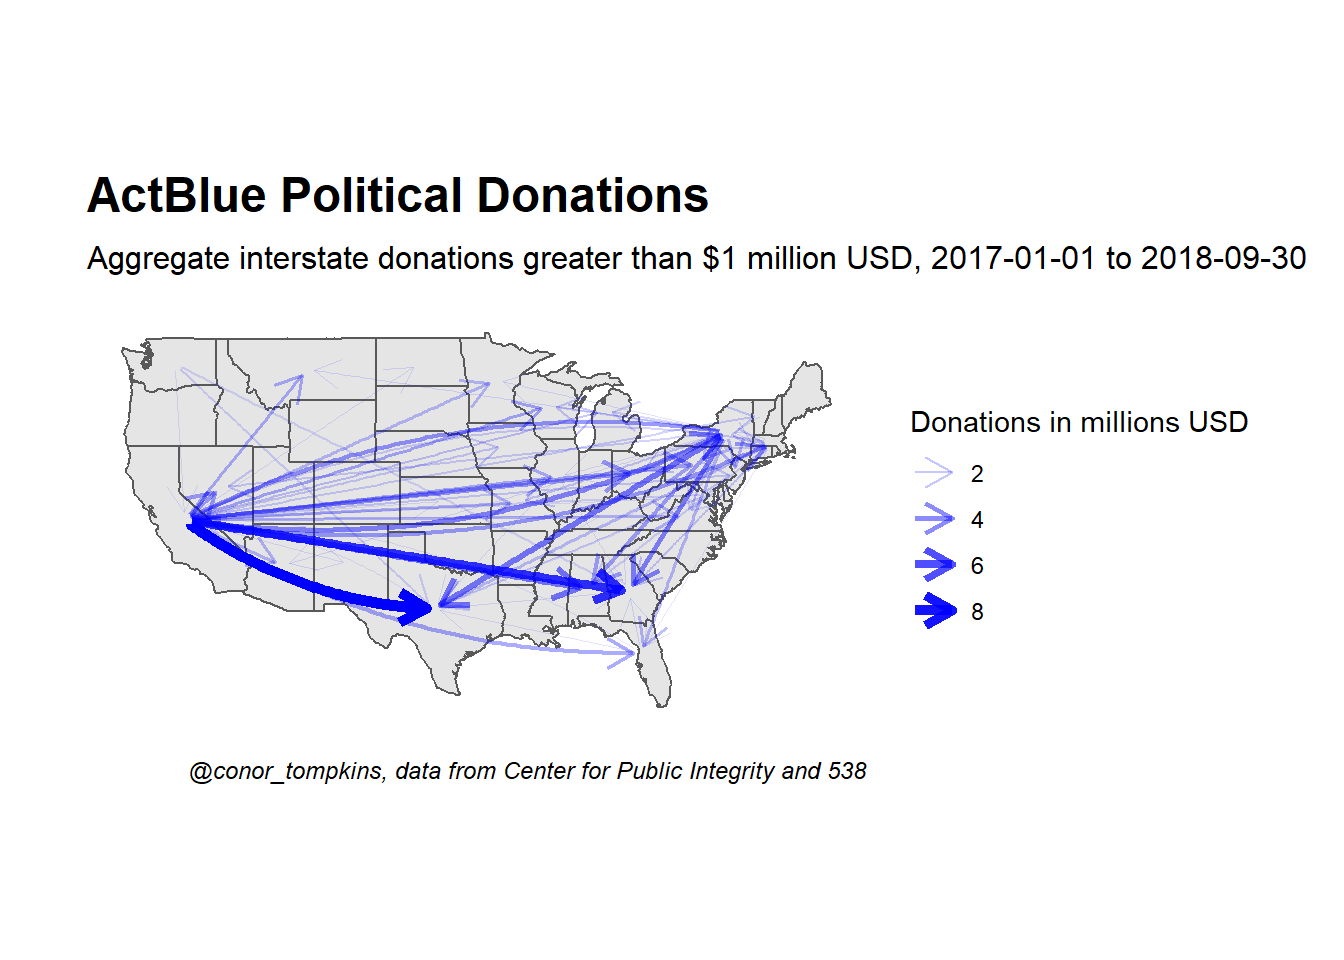 ActBlue Political Donations
Aggregate interstate donations greater than $1 million USD, 2017-01-01 to 2018-09-30
Donations in millions USD
2
4
6
8
@conor_tompkins, data from Center for Public Integrity and 538